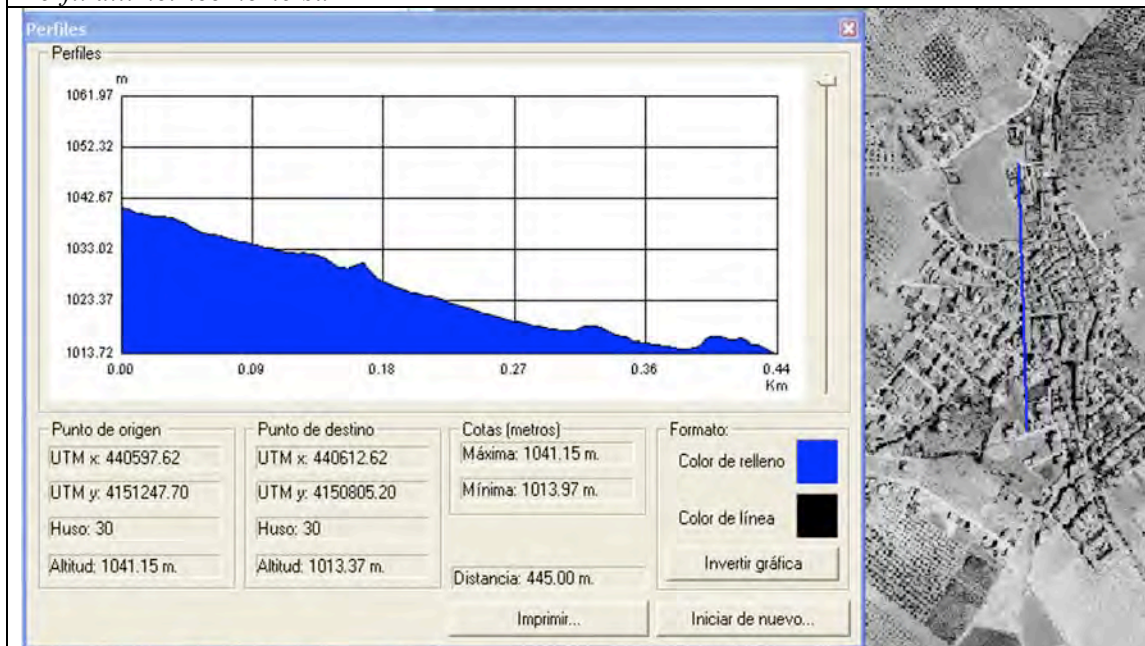 Perfiles
Perfiles
m
1061.97
1052.32
1042.67
1033.02
1023.37
1013.72
0.00 0.09 0.18 0.27 0.36 0.44
Km
Punto de origen
UTM x: 440597.62
UTM y: 4151247.70
Huso: 30
Altitud: 1041.15 m.
Punto de destino
UTM x: 440612.62
UTM y: 4150805.20
Huso: 30
Altitud: 1013.37 m.
Cotas (metros)
Máxima: 1041.15 m.
Mínima: 1013.97 m.
Distancia: 445.00 m.
Formato:
Color de relleno
Color de línea
Invertir gráfica
Imprimir...
Iniciar de nuevo...